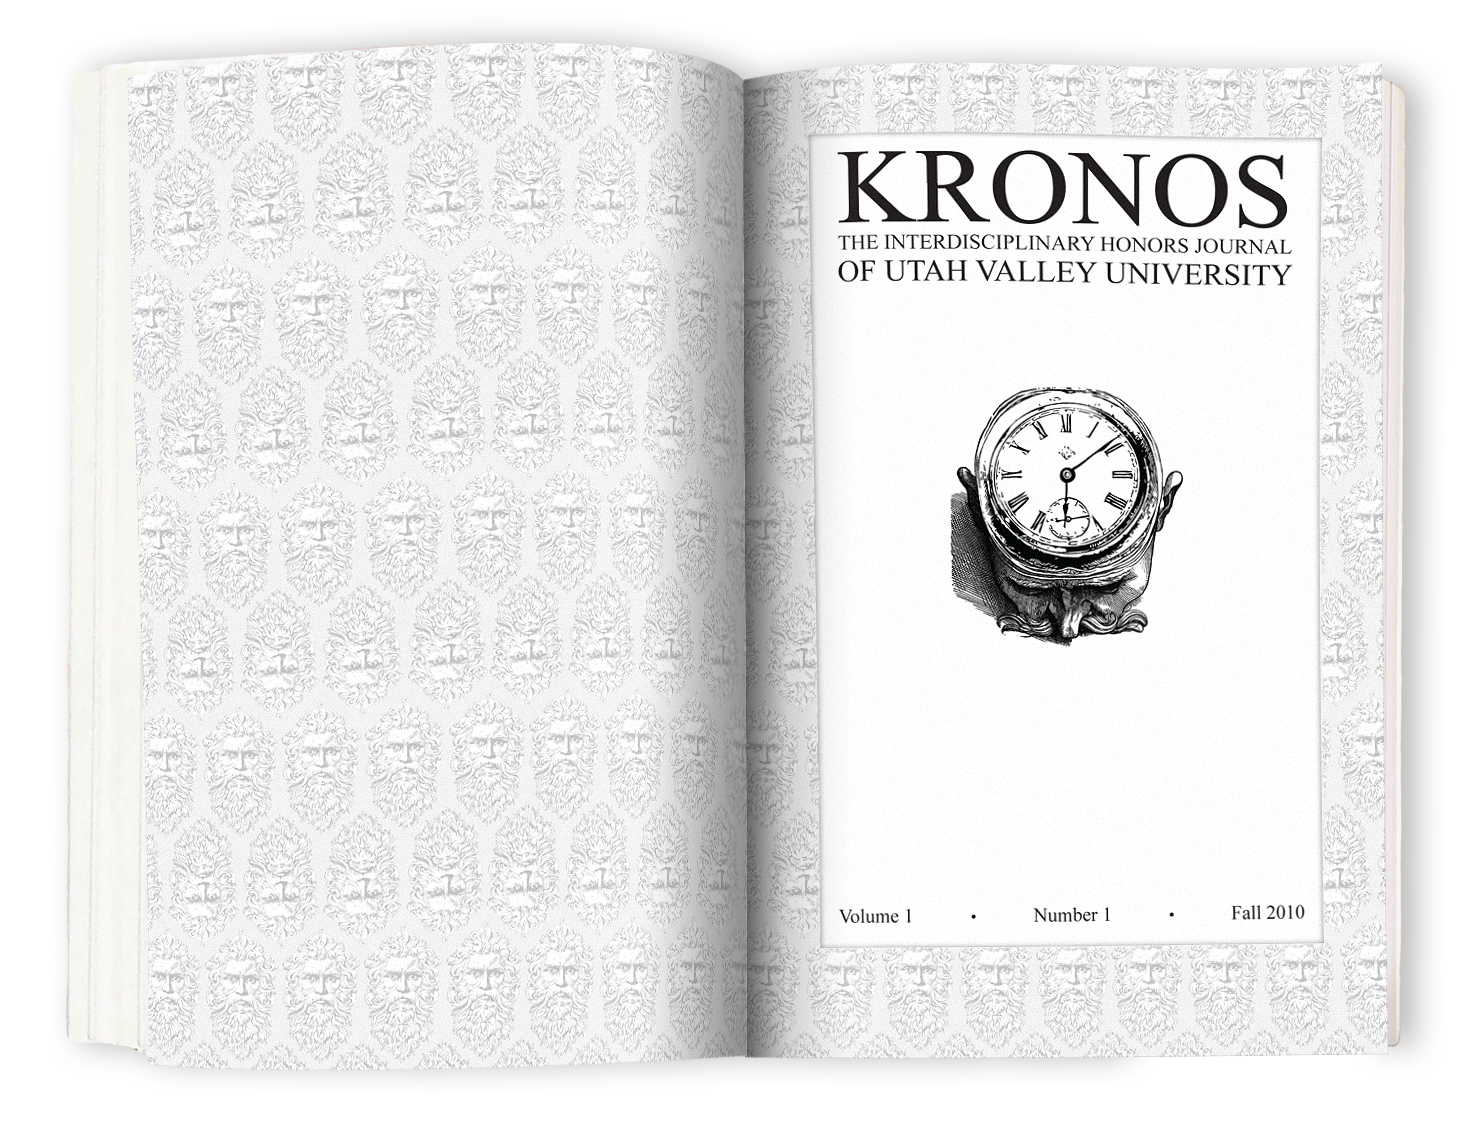 KRONOS
THE INTERDISCIPLINARY HONORS JOURNAL
OF UTAH VALLEY UNIVERSITY
Volume 1 • Number 1 • Fall 2010